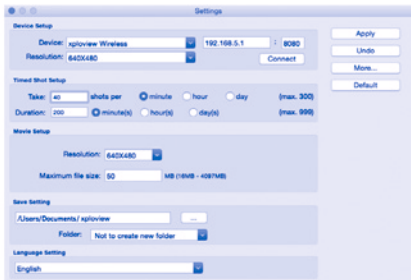 Settings
Device Setup
Device: xploview Wireless 192.168.5.1 : 8080
Resolution: 640X480 Connect
Timed Shot Setup
Take: 40 shots per minute hour day (max. 300)
Duration: 200 minute(s) hour(s) day(s) (max. 999)
Movie Setup
Resolution: 640X480
Maximum file size: 50 MB (16MB - 4097MB)
Save Setting
/Users/Documents/ xploview ...
Folder: Not to create new folder
Language Setting
English
Apply
Undo
More...
Default